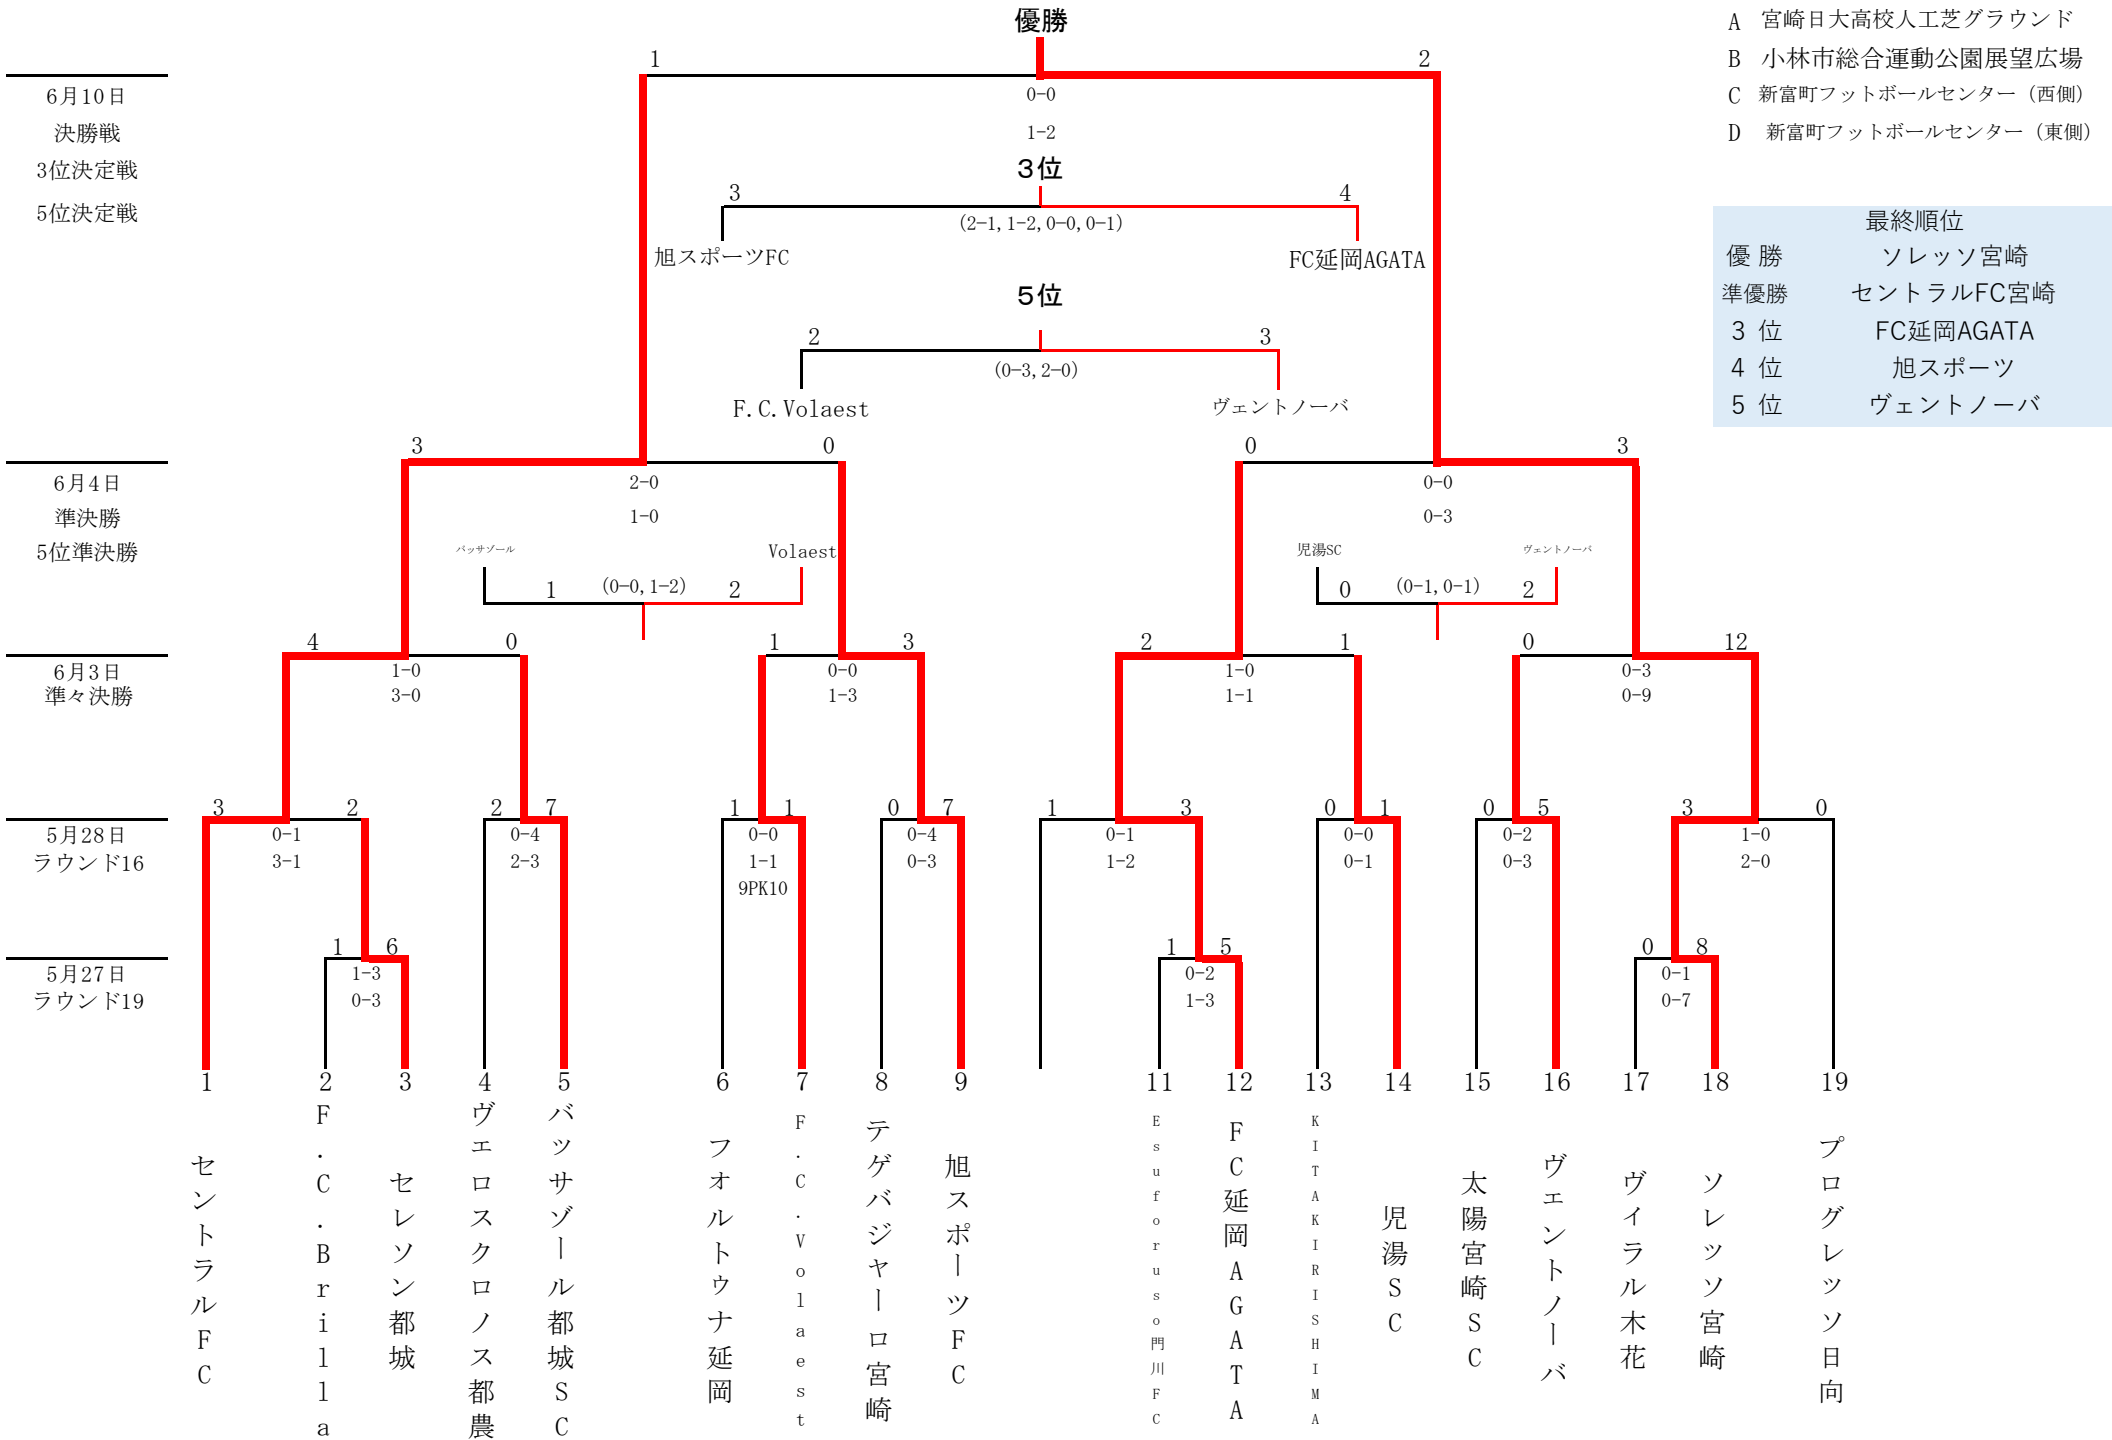 優勝
A 宮崎日大高校人工芝グラウンド
B 小林市総合運動公園展望広場
C 新富町フットボールセンター（西側）
D 新富町フットボールセンター（東側）
1 2
6月10日
決勝戦
3位決定戦
5位決定戦
0-0
1-2
3位
3 4
(2-1,1-2,0-0,0-1)
旭スポーツFC FC延岡AGATA
5位
2 3
(0-3,2-0)
F.C.Volaest ヴェントノーバ
最終順位
優 勝 ソレッソ宮崎
準優勝 セントラルFC宮崎
3 位 FC延岡AGATA
4 位 旭スポーツ
5 位 ヴェントノーバ
3 0 0 3
6月4日
準決勝
5位準決勝
2-0 0-0
1-0 0-3
バッサゾール Volaest 児湯SC ヴェントノーバ
1 (0-0,1-2) 2 0 (0-1,0-1) 2
4 0 1 3 2 1 0 12
6月3日
準々決勝
1-0 0-0 1-0 0-3
3-0 1-3 1-1 0-9
3 2 2 7 1 1 0 7 1 3 0 1 0 5 3 0
5月28日
ラウンド16
0-1 0-4 0-0 0-4 0-1 0-0 0-2 1-0
3-1 2-3 1-1 0-3 1-2 0-1 0-3 2-0
9PK10
1 6 1 5 0 8
5月27日
ラウンド19
1-3 0-2 0-1
0-3 1-3 0-7
1 2 3 4 5 6 7 8 9 11 12 13 14 15 16 17 18 19
セントラルFC
F.C.Brilla
セレソン都城
ヴェロスクロノス都農
バッサゾール都城SC
フォルトゥナ延岡
F.C.Volaest
テゲバジャーロ宮崎
旭スポーツFC
Esuforuso門川FC
FC延岡AGATA
KITAKIRISHIMA
児湯SC
太陽宮崎SC
ヴェントノーバ
ヴィラル木花
ソレッソ宮崎
プログレッソ日向